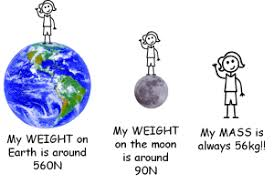 My WEIGHT on
Earth is around
560N
My WEIGHT
on the moon
is around
90N
My MASS is
always 56kg!!